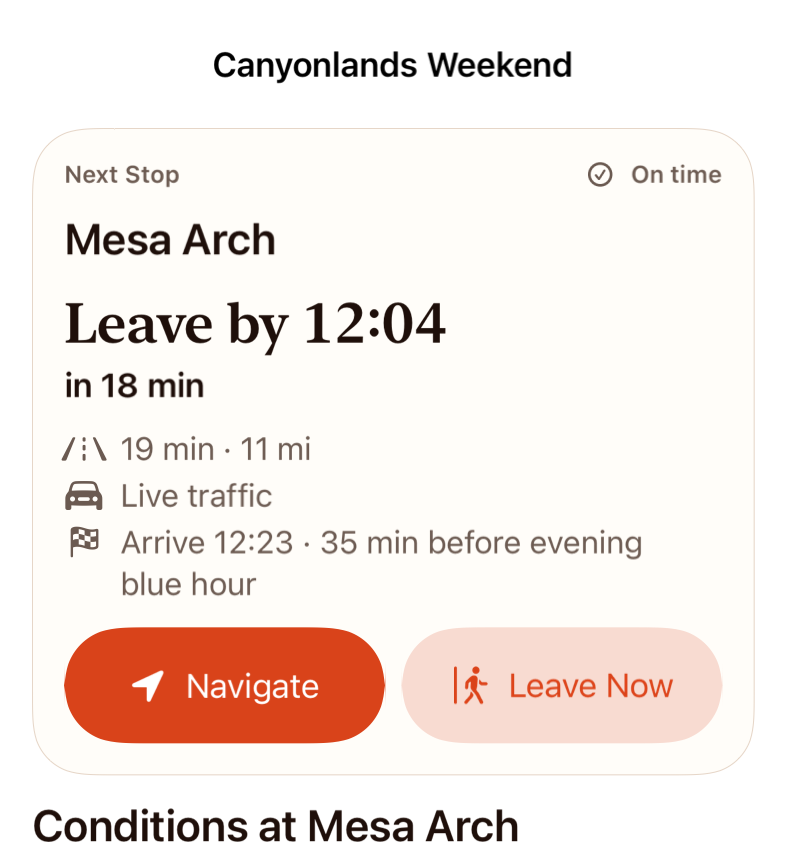 Canyonlands Weekend
Next Stop
On time
Mesa Arch
Leave by 12:04
in 18 min
19 min · 11 mi
Live traffic
Arrive 12:23 · 35 min before evening
blue hour
Navigate
Leave Now
Conditions at Mesa Arch